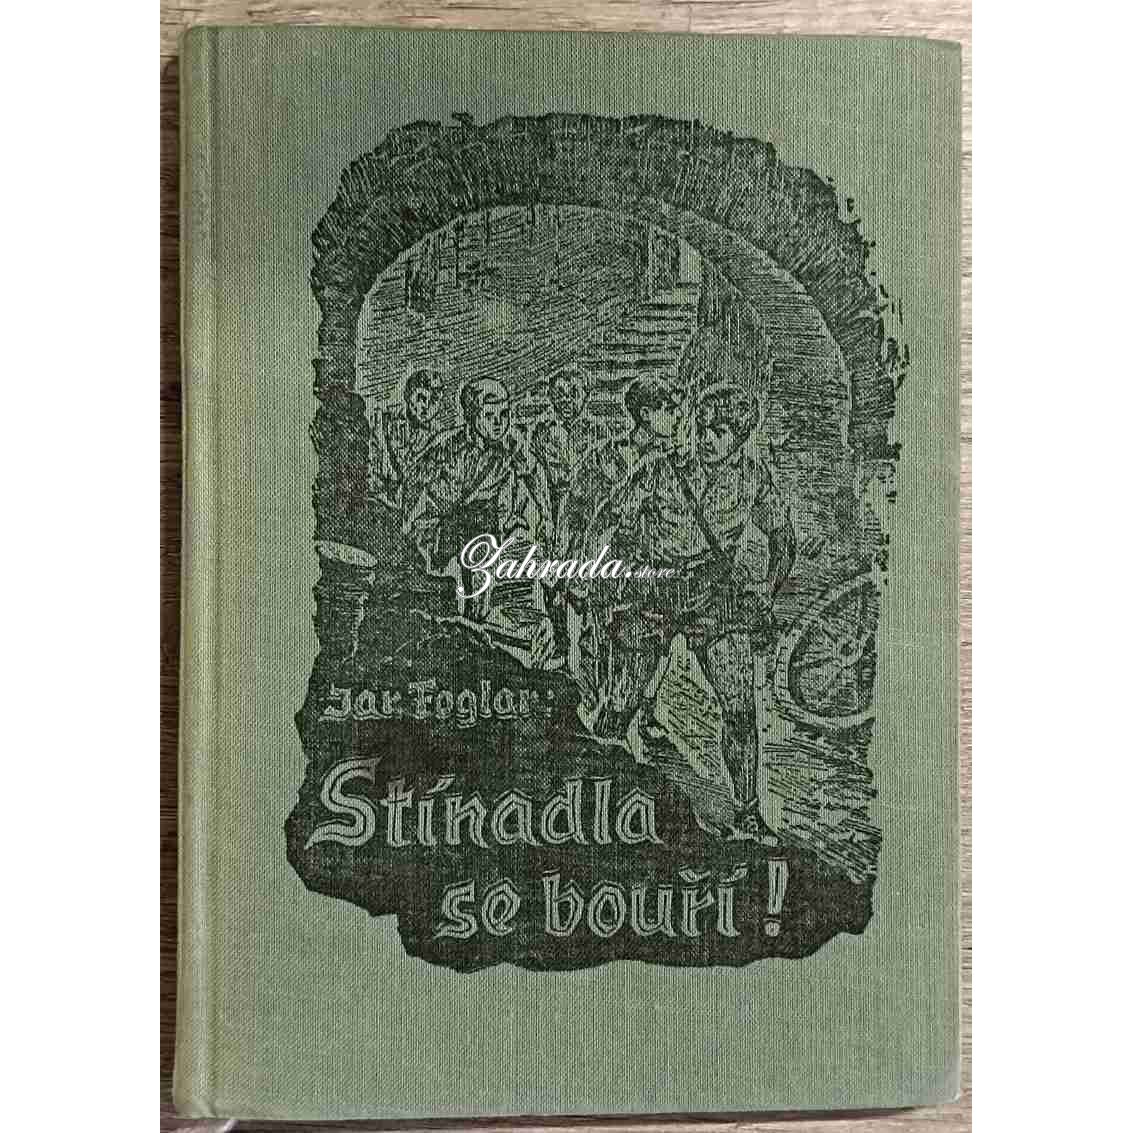 Zahrada.store
Jar Foglar:
Stínadla
se bouří!